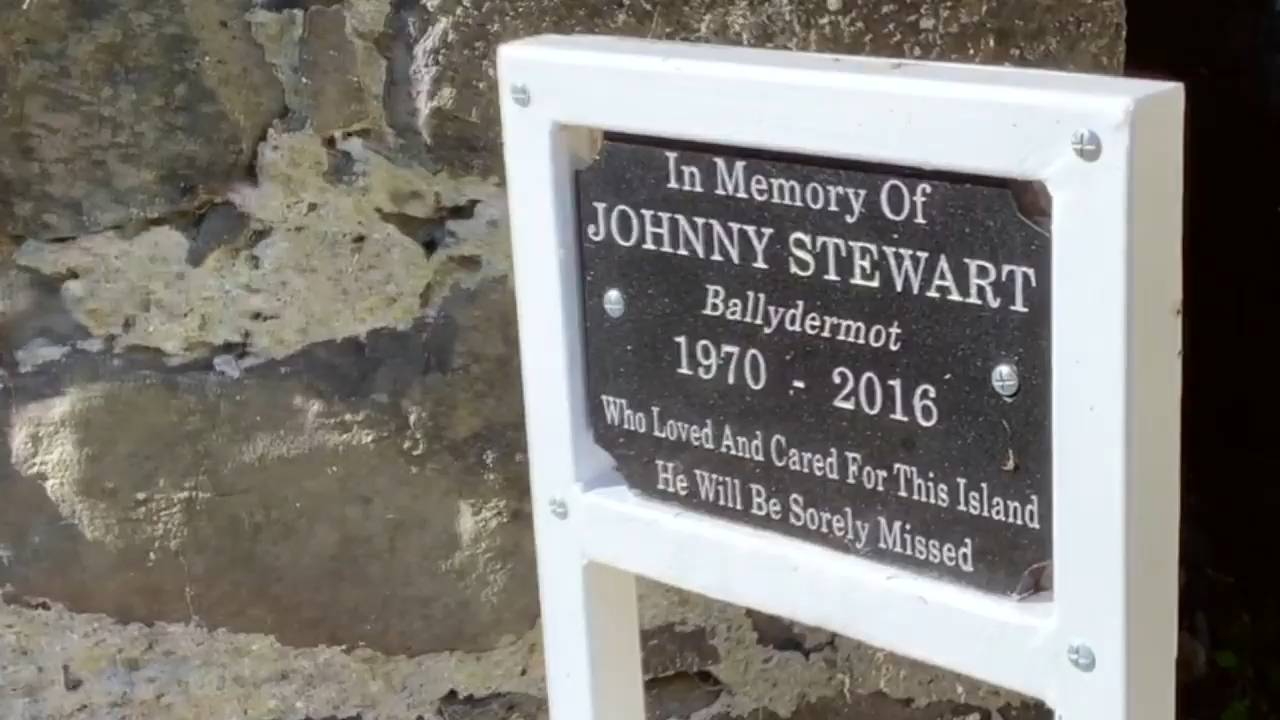 In Memory Of
JOHNNY STEWART
Ballydermot
1970 - 2016
Who Loved And Cared For This Island
He Will Be Sorely Missed